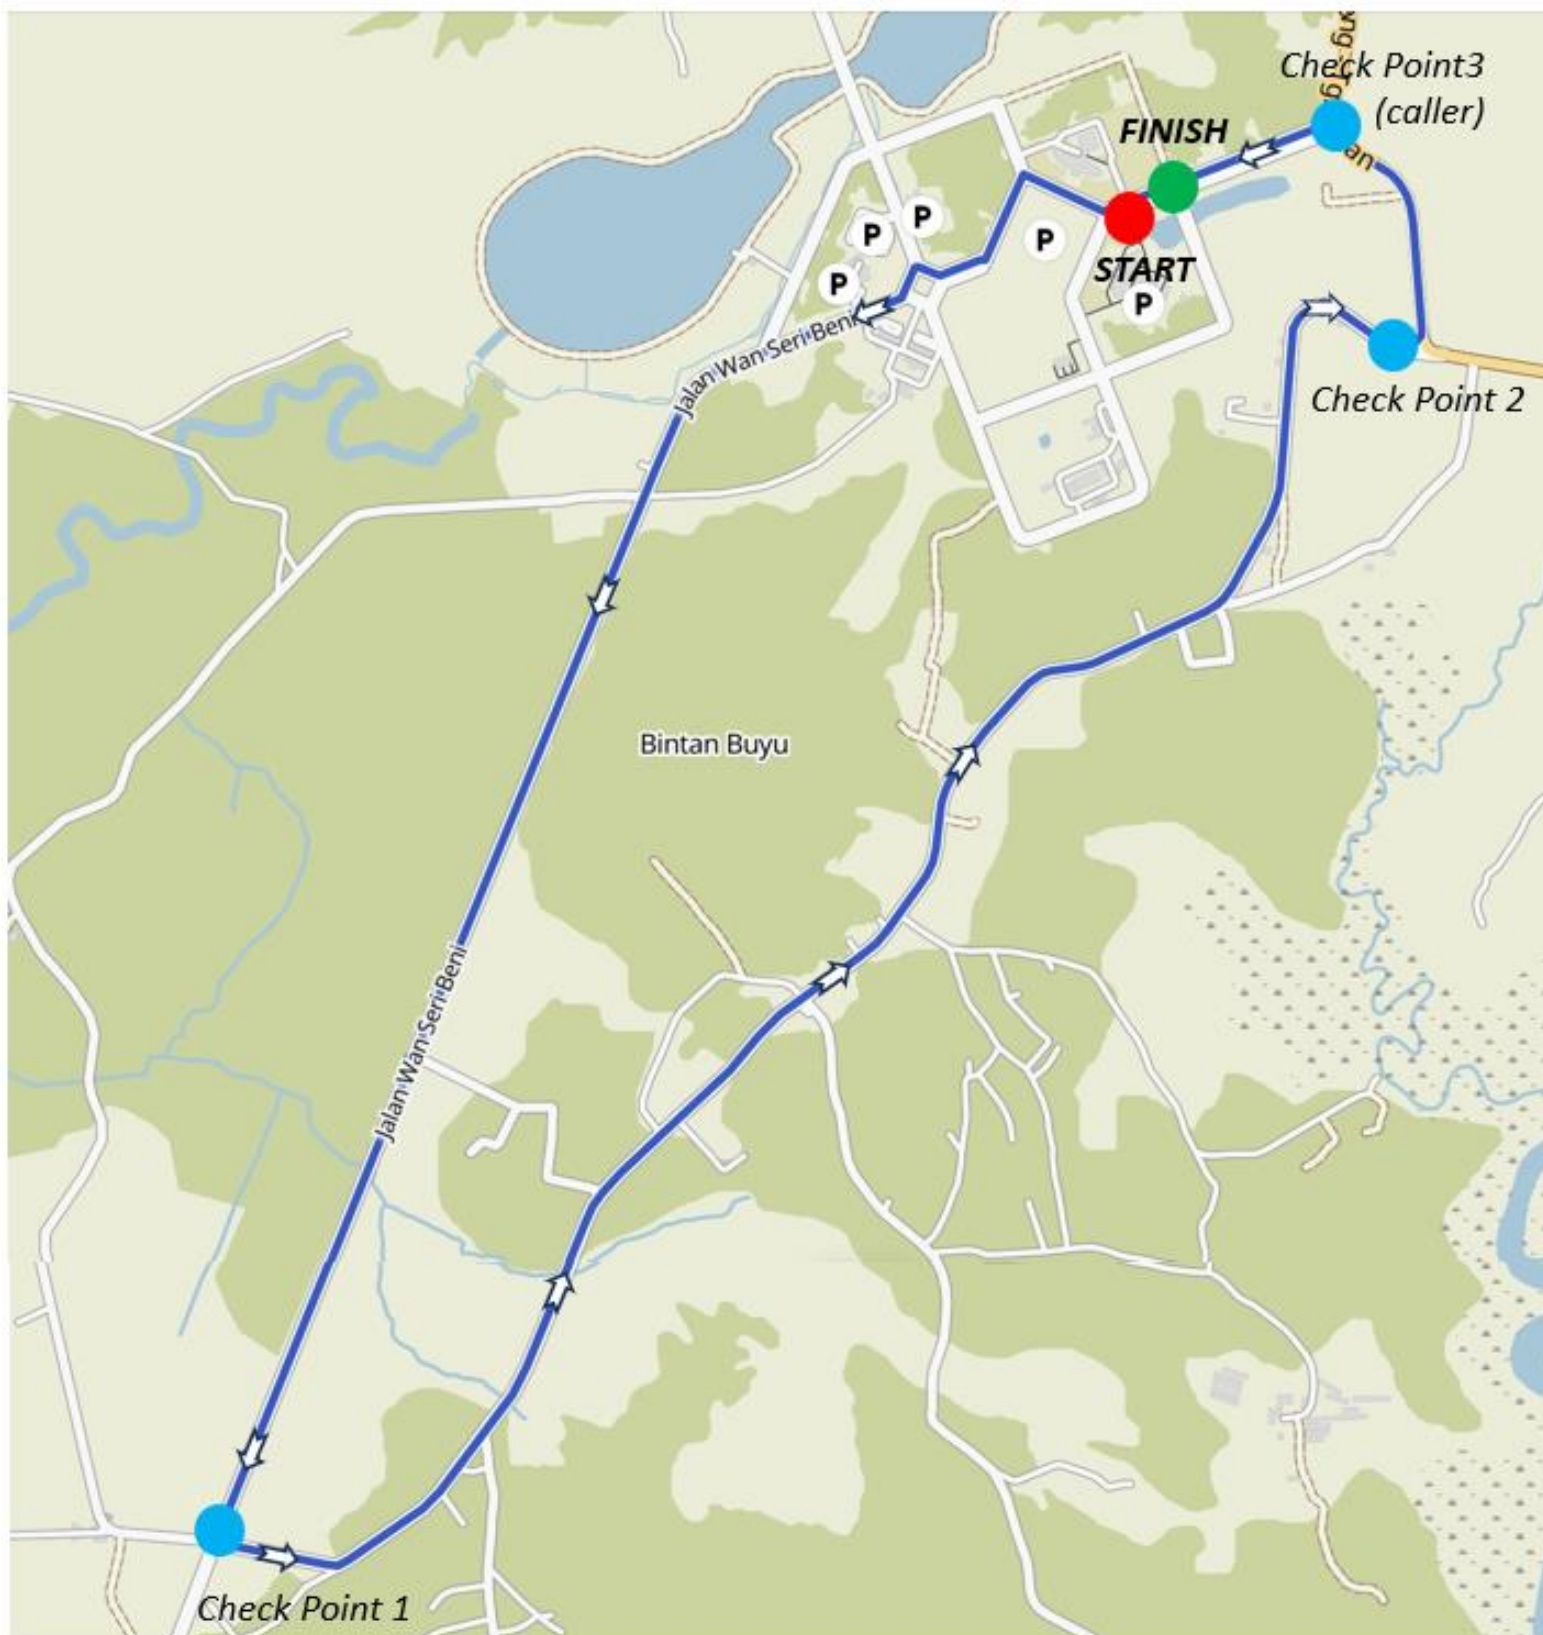 Check Point3
(caller)
FINISH
P
P
P
START
P
P
Jalan Wan Seri Beni
Check Point 2
Bintan Buyu
Jalan Wan Seri Beni
Check Point 1